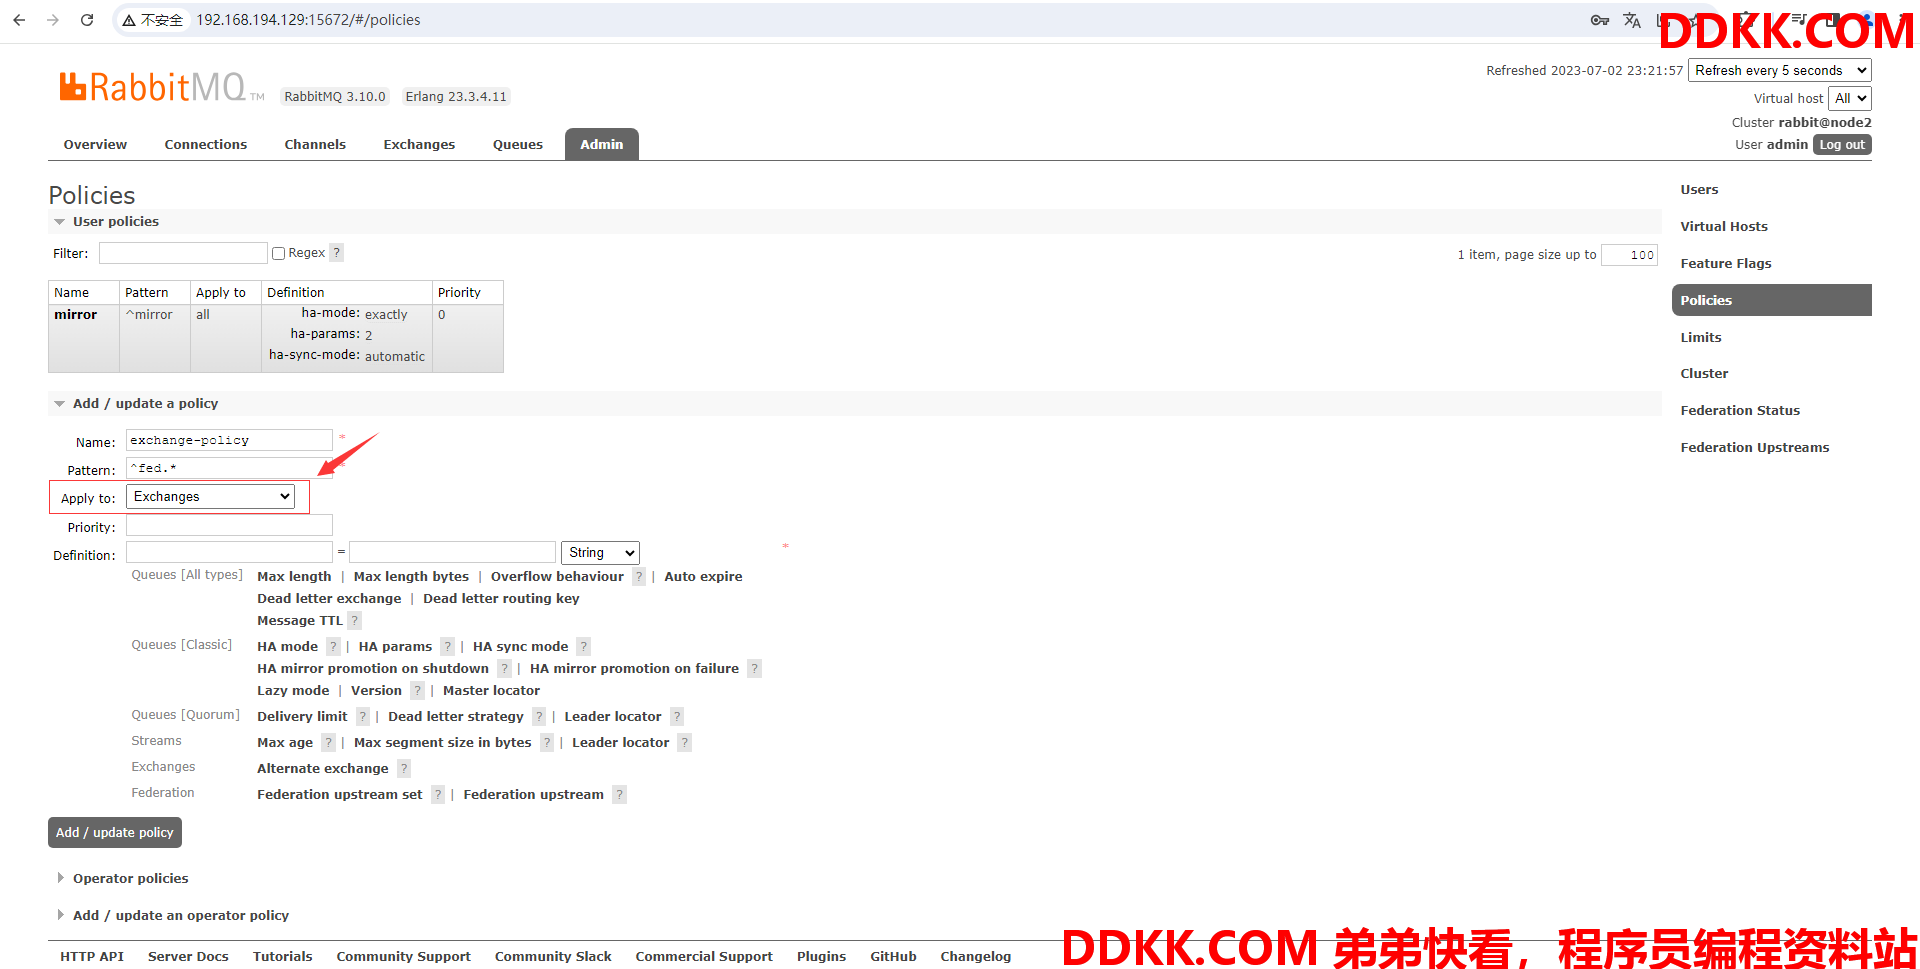 不安全 192.168.194.129:15672/#/policies
DDKK.COM
RabbitMQ TM RabbitMQ 3.10.0 Erlang 23.3.4.11
Refreshed 2023-07-02 23:21:57 Refresh every 5 seconds
Virtual host All
Cluster rabbit@node2
User admin Log out
Overview Connections Channels Exchanges Queues Admin
Policies
User policies
Filter: Regex ?
1 item, page size up to 100
Name Pattern Apply to Definition Priority
mirror ^mirror all ha-mode: exactly 0
ha-params: 2
ha-sync-mode: automatic
Add / update a policy
Name: exchange-policy *
Pattern: ^fed.* *
Apply to: Exchanges
Priority:
Definition: = String *
Queues [All types] Max length | Max length bytes | Overflow behaviour ? | Auto expire
Dead letter exchange | Dead letter routing key
Message TTL ?
Queues [Classic] HA mode ? | HA params ? | HA sync mode ?
HA mirror promotion on shutdown ? | HA mirror promotion on failure ?
Lazy mode | Version ? | Master locator
Queues [Quorum] Delivery limit ? | Dead letter strategy ? | Leader locator ?
Streams Max age ? | Max segment size in bytes ? | Leader locator ?
Exchanges Alternate exchange ?
Federation Federation upstream set ? | Federation upstream ?
Add / update policy
Operator policies
Add / update an operator policy
Users
Virtual Hosts
Feature Flags
Policies
Limits
Cluster
Federation Status
Federation Upstreams
HTTP API Server Docs Tutorials Community Support Community Slack Commercial Support Plugins GitHub Changelog
DDKK.COM 弟弟快看，程序员编程资料站